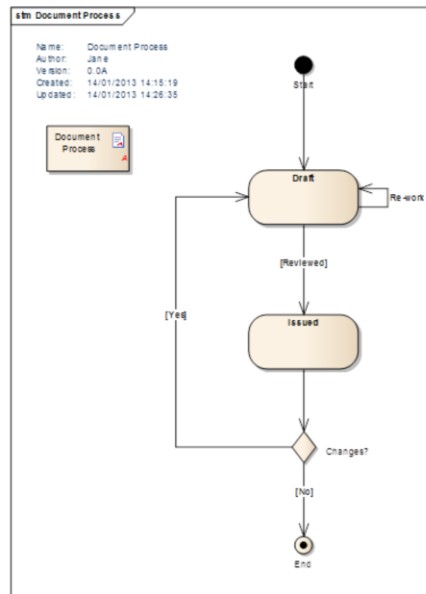 stm Document Process
Name: Document Process
Author: Jane
Version: 0.0A
Created: 14/01/2013 14:15:19
Updated: 14/01/2013 14:26:35
Start
Document
Process
Draft
Re-work
[Reviewed]
[Yes]
Issued
Changes?
[No]
End